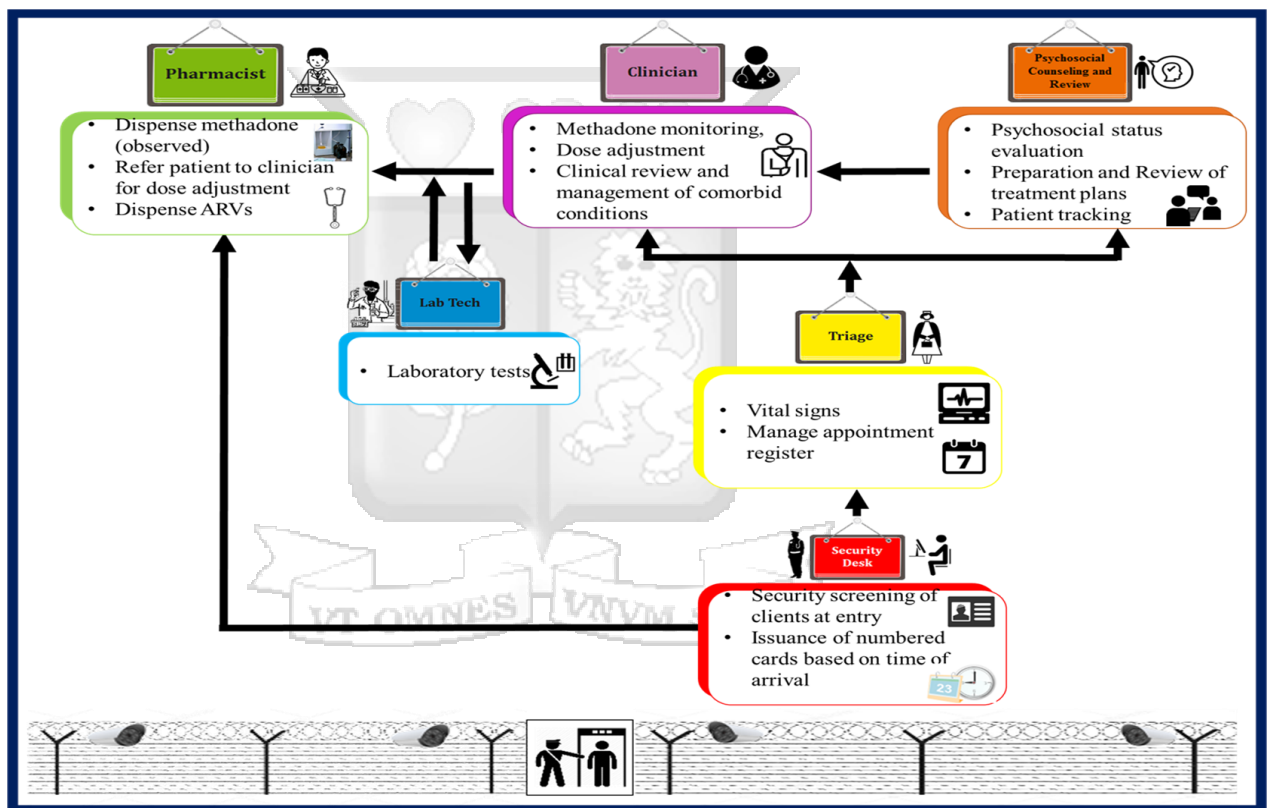 Pharmacist
• Dispense methadone
(observed)
• Refer patient to clinician
for dose adjustment
• Dispense ARVs
Clinician
• Methadone monitoring,
• Dose adjustment
• Clinical review and
management of comorbid
conditions
Psychosocial
Counseling and
Review
• Psychosocial status
evaluation
• Preparation and Review of
treatment plans
• Patient tracking
Lab Tech
• Laboratory tests
Triage
• Vital signs
• Manage appointment
register
7
Security
Desk
• Security screening of
clients at entry
• Issuance of numbered
cards based on time of
arrival
23
VT OMNES
VNVM